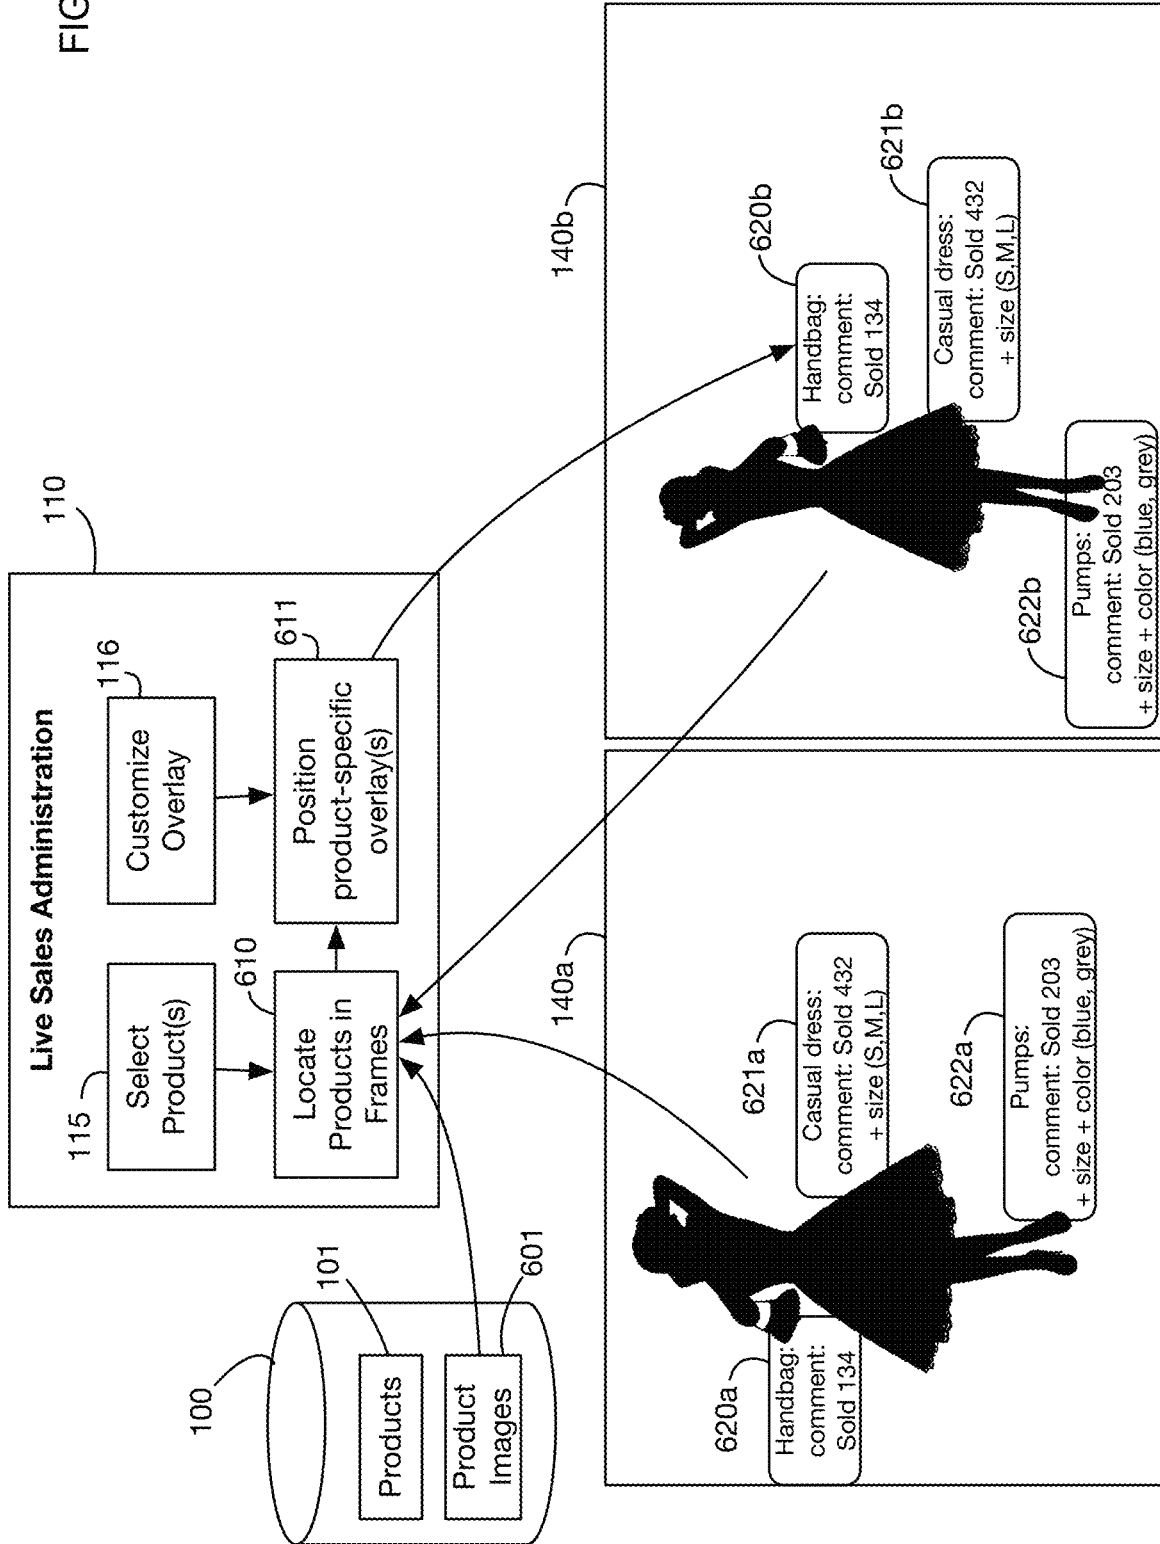 FIG
110
Live Sales Administration
115
116
Select
Product(s)
Customize
Overlay
100
101
610
611
Products
Locate
Products in
Frames
Position
product-specific
overlay(s)
Product
Images
601
140a
140b
620a
Handbag:
comment:
Sold 134
621a
Casual dress:
comment: Sold 432
+ size (S,M,L)
622a
Pumps:
comment: Sold 203
+ size + color (blue, grey)
620b
Handbag:
comment:
Sold 134
621b
Casual dress:
comment: Sold 432
+ size (S,M,L)
622b
Pumps:
comment: Sold 203
+ size + color (blue, grey)